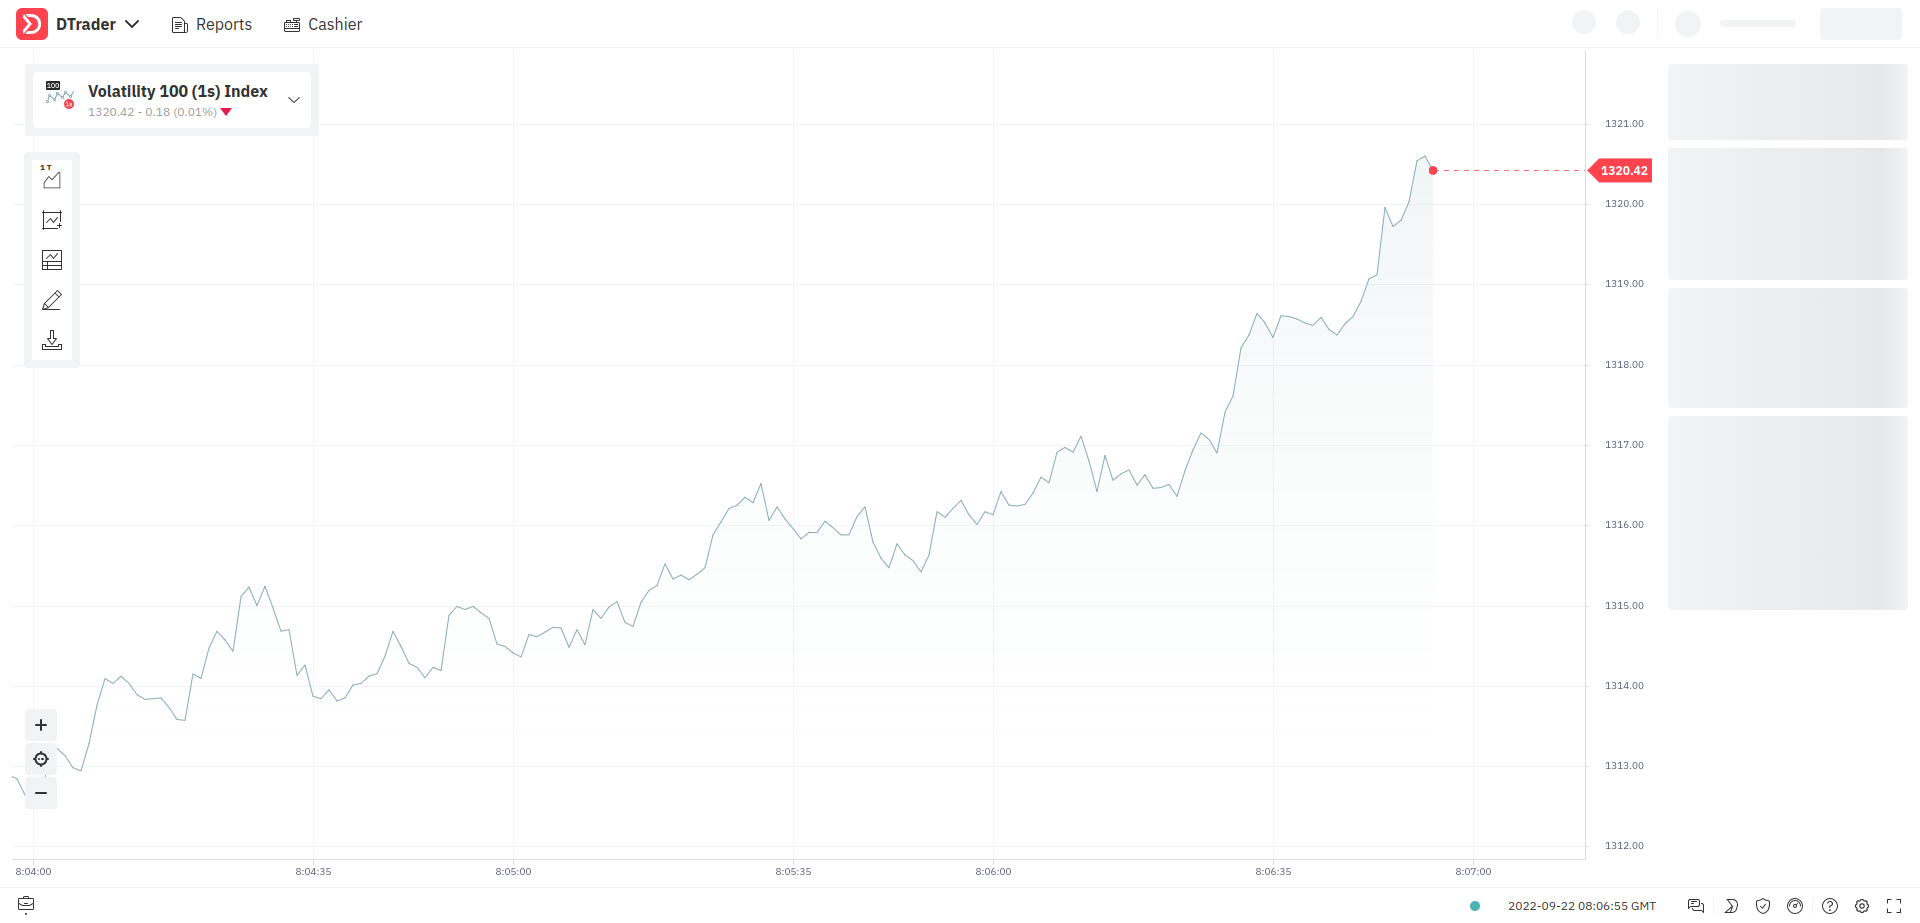 DTrader
Reports
Cashier
100
1s
Volatility 100 (1s) Index
1320.42 - 0.18 (0.01%)
1 T
1321.00
1320.42
1320.00
1319.00
1318.00
1317.00
1316.00
1315.00
1314.00
1313.00
1312.00
8:04:00
8:04:35
8:05:00
8:05:35
8:06:00
8:06:35
8:07:00
2022-09-22 08:06:55 GMT